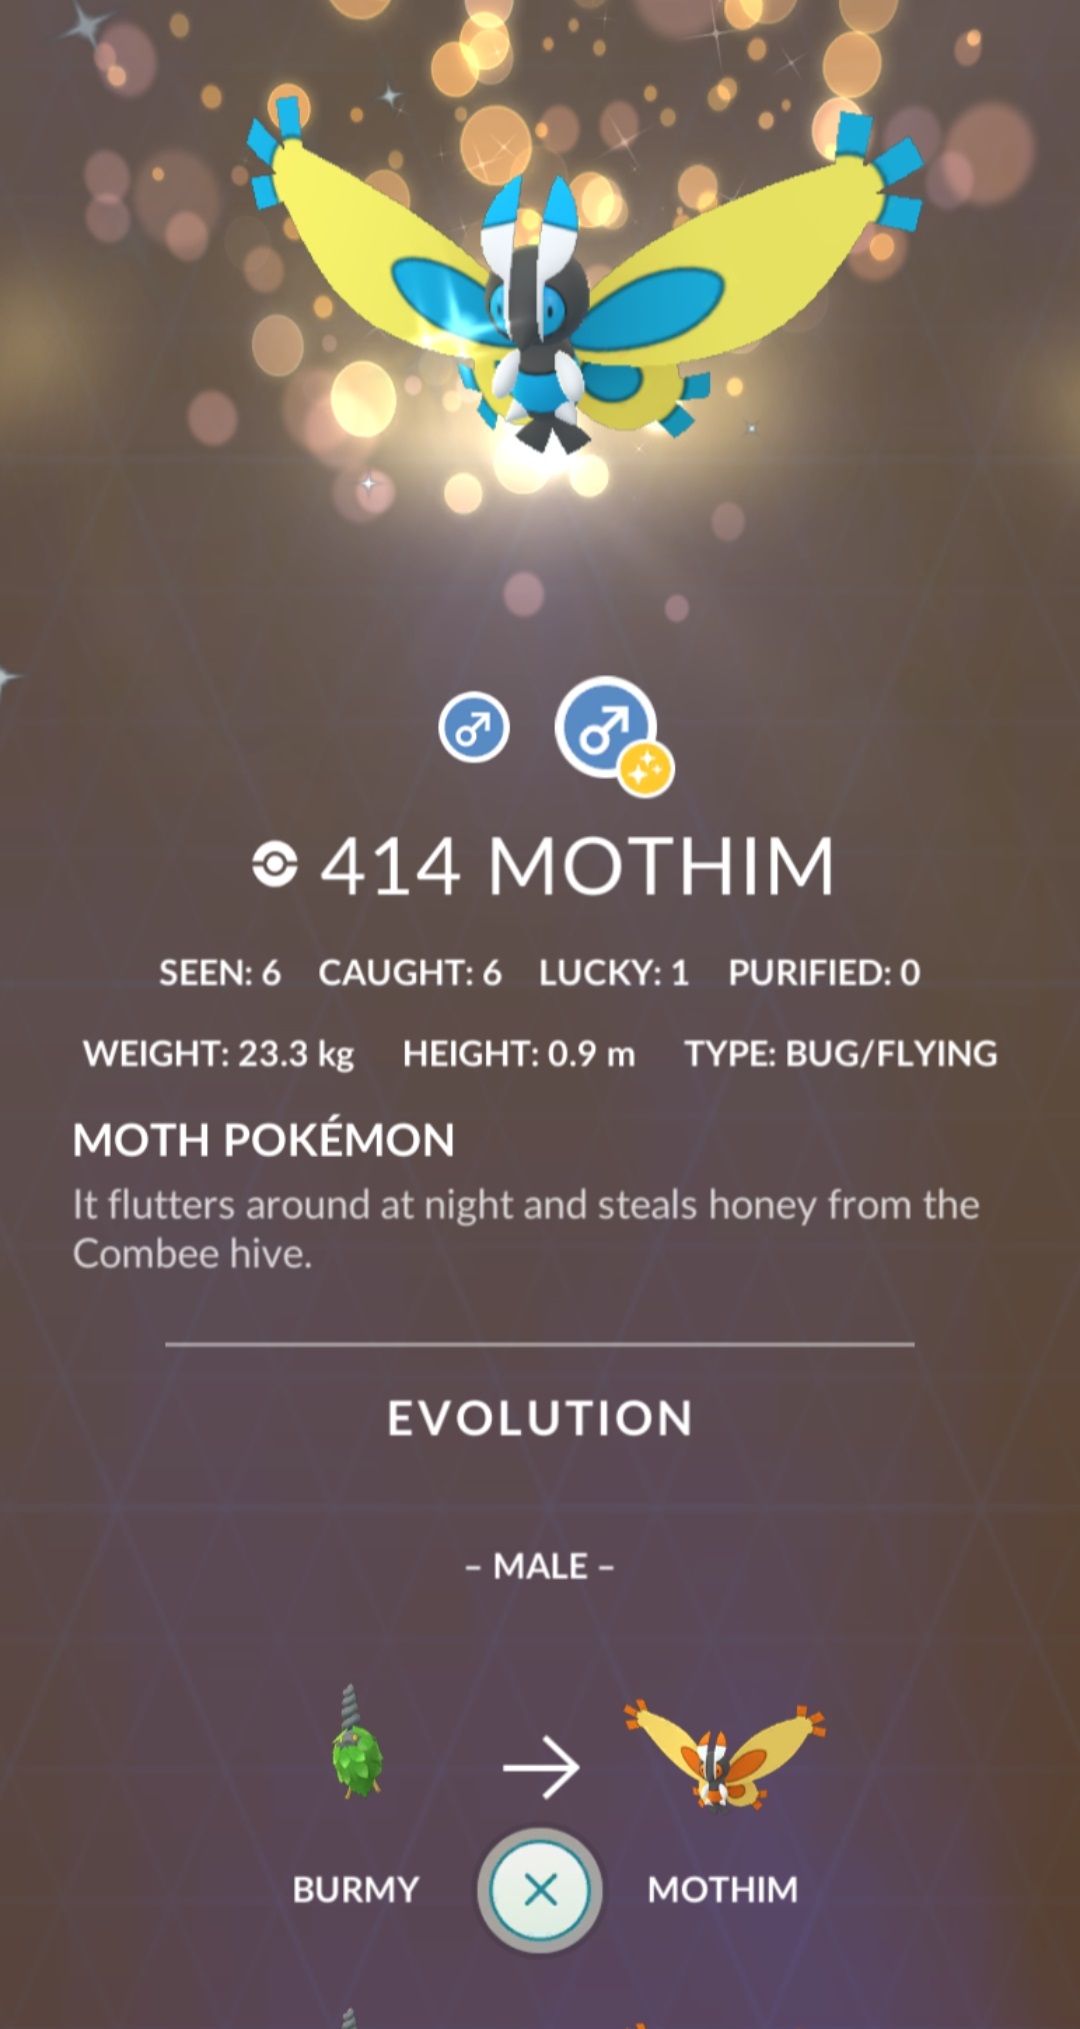 414 MOTHIM
SEEN: 6 CAUGHT: 6 LUCKY: 1 PURIFIED: 0
WEIGHT: 23.3 kg HEIGHT: 0.9 m TYPE: BUG/FLYING
MOTH POKÉMON
It flutters around at night and steals honey from the
Combee hive.
EVOLUTION
– MALE –
BURMY MOTHIM